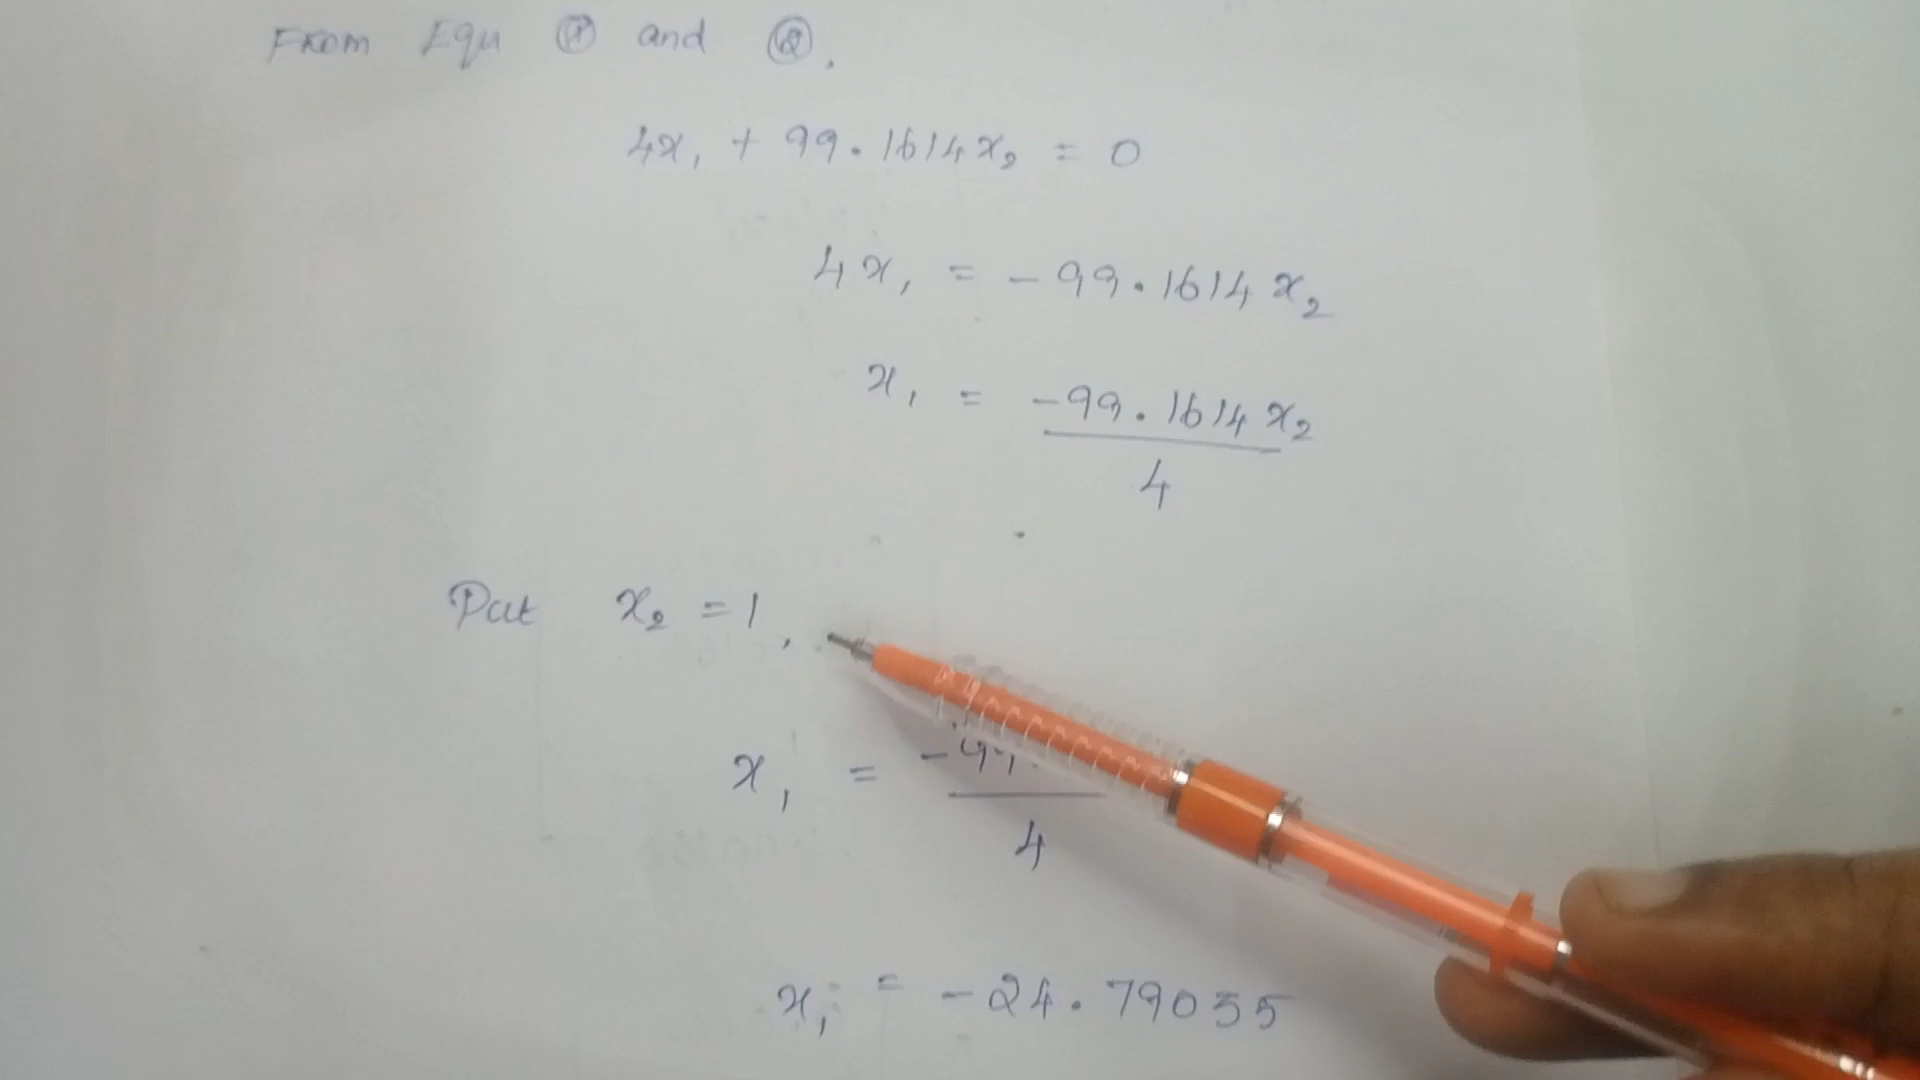 From Equ ① and ②,
4x₁ + 99.1614x₂ = 0
4x₁ = -99.1614x₂
x₁ = -99.1614x₂
4
Put x₂ = 1,
x₁ = -99.
4
x₁ = -24.79035